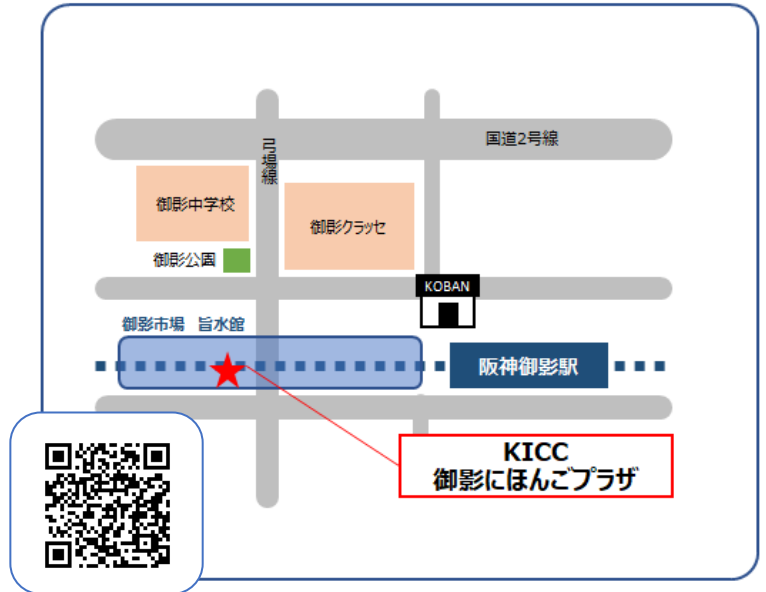 国道2号線
弓場線
御影中学校
御影クラッセ
御影公園
KOBAN
御影市場 旨水館
阪神御影駅
KICC
御影にほんごプラザ